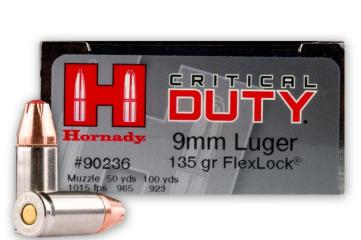 CRITICAL
DUTY®
Hornady®
9mm Luger
#90236
135 gr FlexLock®
Muzzle 50 yds 100 yds
1015 fps 965 923